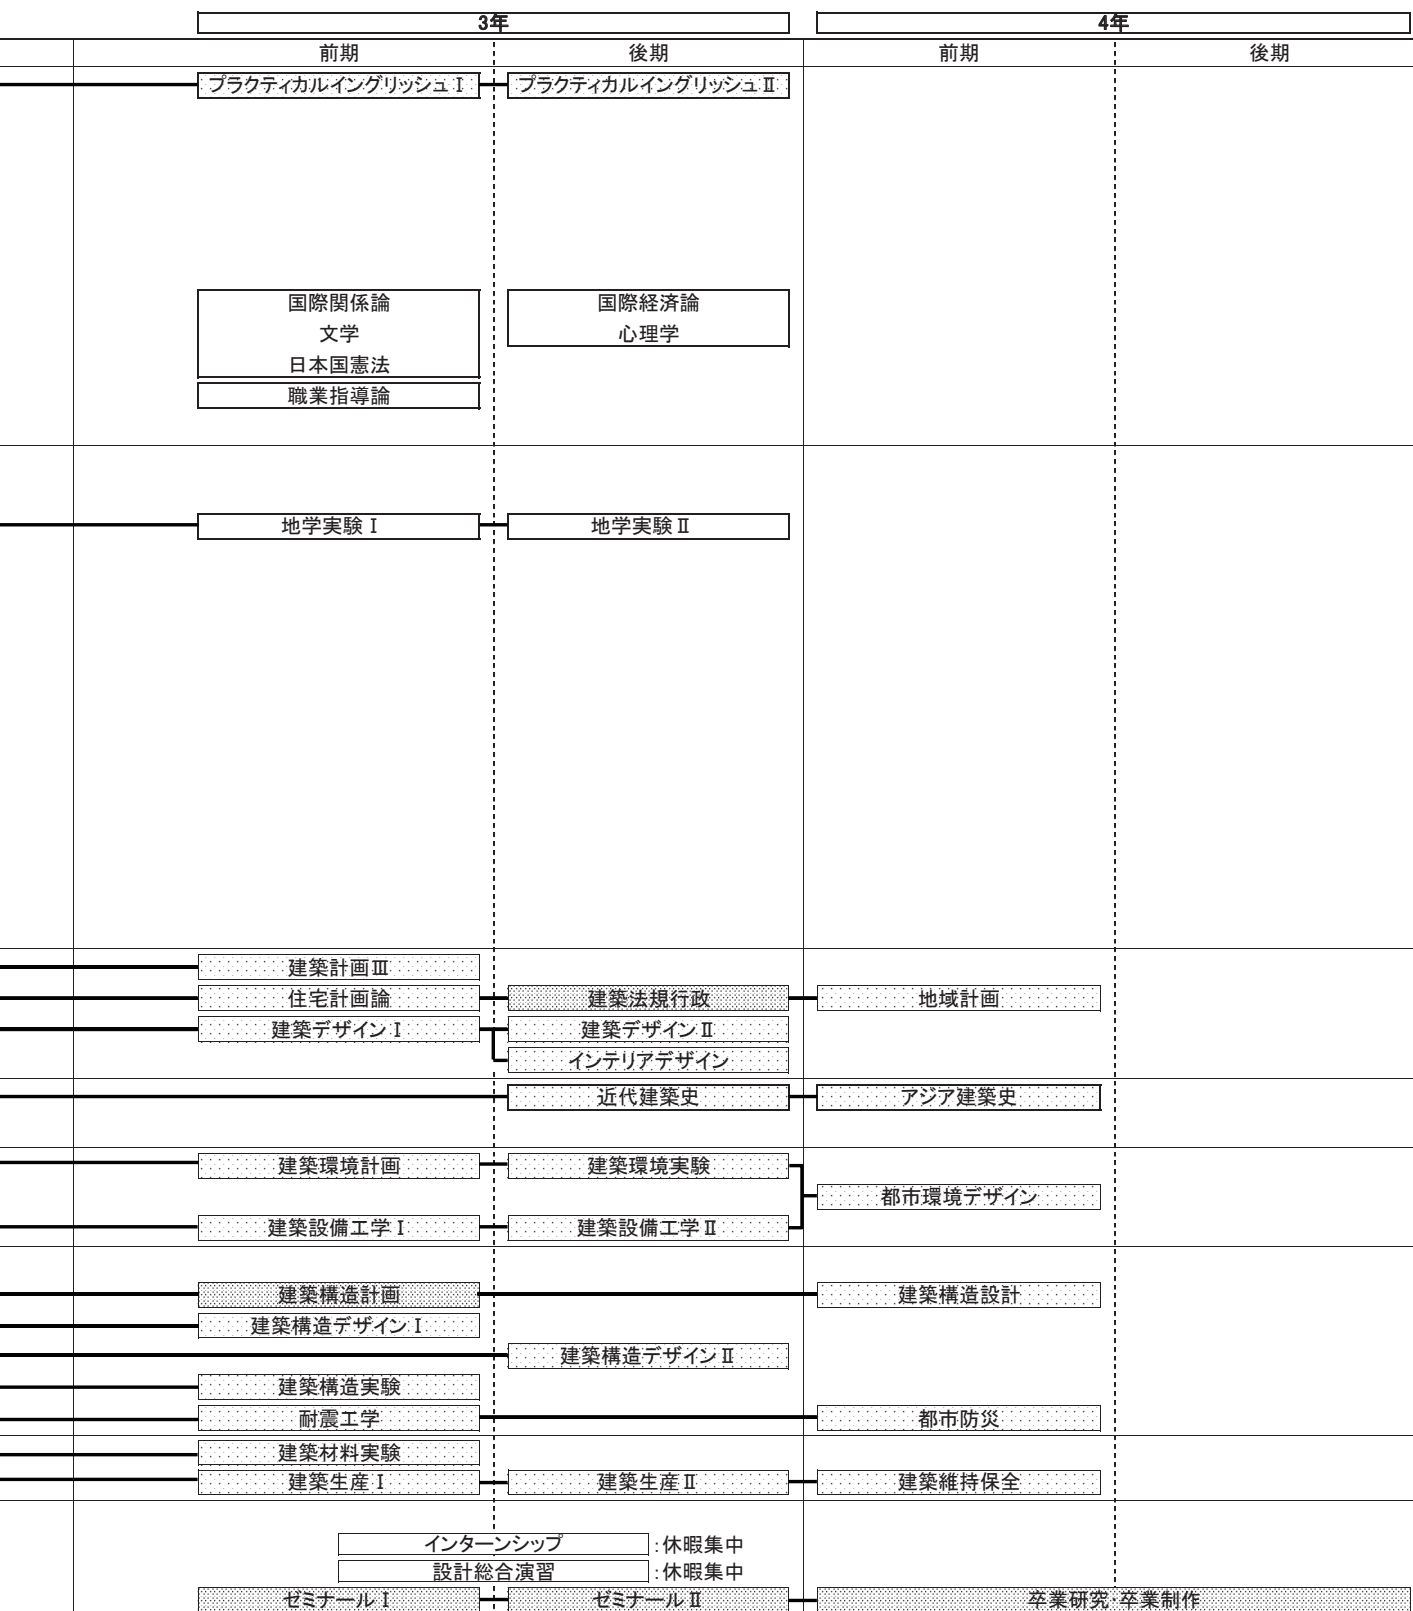 3年 4年
前期 後期 前期 後期
プラクティカルイングリッシュⅠ プラクティカルイングリッシュⅡ
国際関係論 国際経済論
文学 心理学
日本国憲法
職業指導論
地学実験Ⅰ 地学実験Ⅱ
建築計画Ⅲ
住宅計画論 建築法規行政 地域計画
建築デザインⅠ 建築デザインⅡ
インテリアデザイン
近代建築史 アジア建築史
建築環境計画 建築環境実験
都市環境デザイン
建築設備工学Ⅰ 建築設備工学Ⅱ
建築構造計画 建築構造設計
建築構造デザインⅠ
建築構造デザインⅡ
建築構造実験
耐震工学 都市防災
建築材料実験
建築生産Ⅰ 建築生産Ⅱ 建築維持保全
インターンシップ :休暇集中
設計総合演習 :休暇集中
ゼミナールⅠ ゼミナールⅡ 卒業研究・卒業制作